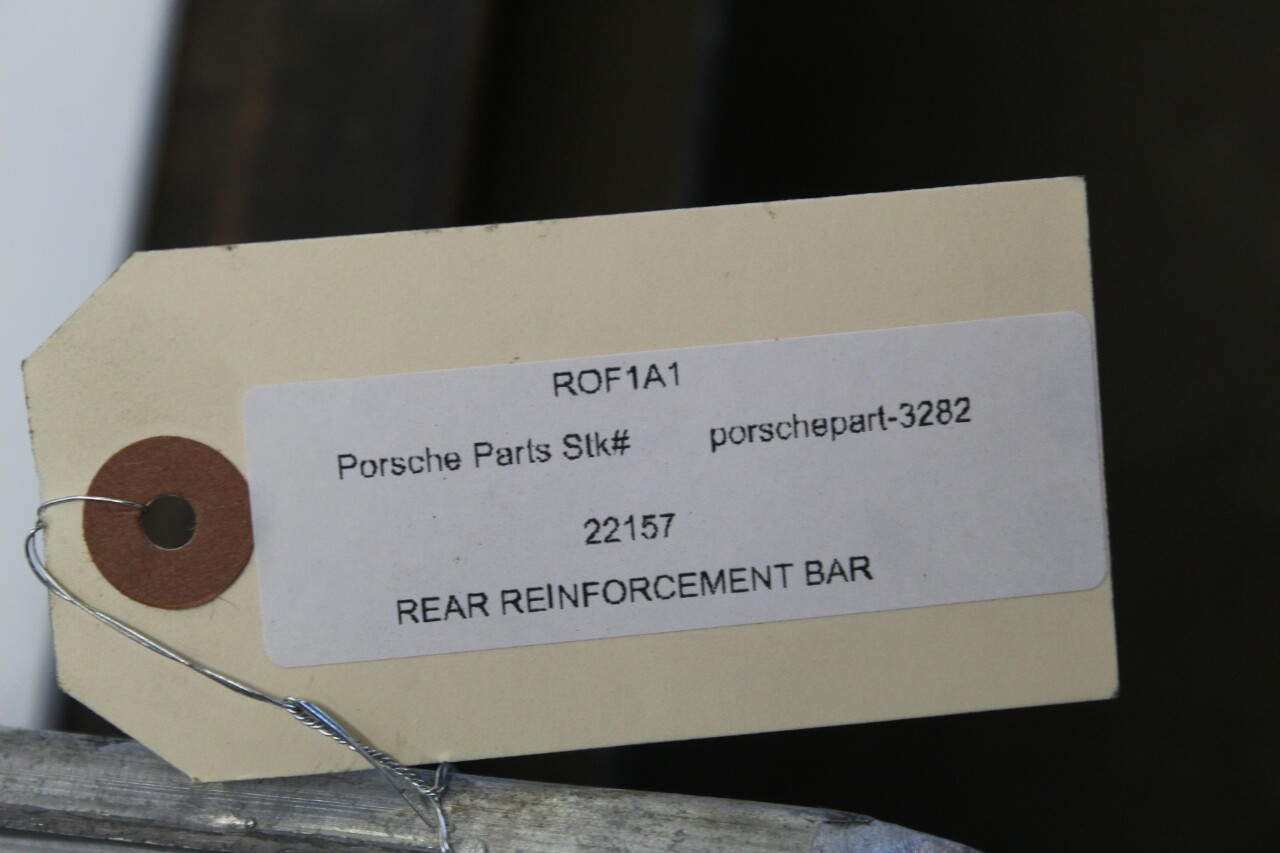 ROF1A1
Porsche Parts Stk# porschepart-3282
22157
REAR REINFORCEMENT BAR